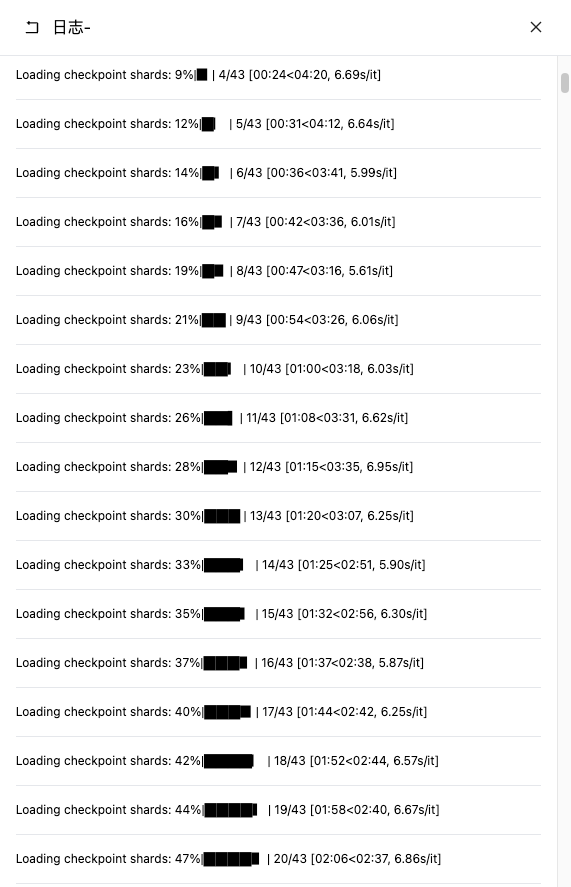 日志-
Loading checkpoint shards: 9%|█ | 4/43 [00:24<04:20, 6.69s/it]
Loading checkpoint shards: 12%|█▏ | 5/43 [00:31<04:12, 6.64s/it]
Loading checkpoint shards: 14%|█▍ | 6/43 [00:36<03:41, 5.99s/it]
Loading checkpoint shards: 16%|█▋ | 7/43 [00:42<03:36, 6.01s/it]
Loading checkpoint shards: 19%|█▊ | 8/43 [00:47<03:16, 5.61s/it]
Loading checkpoint shards: 21%|██ | 9/43 [00:54<03:26, 6.06s/it]
Loading checkpoint shards: 23%|██▎ | 10/43 [01:00<03:18, 6.03s/it]
Loading checkpoint shards: 26%|██▌ | 11/43 [01:08<03:31, 6.62s/it]
Loading checkpoint shards: 28%|██▊ | 12/43 [01:15<03:35, 6.95s/it]
Loading checkpoint shards: 30%|███ | 13/43 [01:20<03:07, 6.25s/it]
Loading checkpoint shards: 33%|███▎ | 14/43 [01:25<02:51, 5.90s/it]
Loading checkpoint shards: 35%|███▍ | 15/43 [01:32<02:56, 6.30s/it]
Loading checkpoint shards: 37%|███▋ | 16/43 [01:37<02:38, 5.87s/it]
Loading checkpoint shards: 40%|███▉ | 17/43 [01:44<02:42, 6.25s/it]
Loading checkpoint shards: 42%|████▏ | 18/43 [01:52<02:44, 6.57s/it]
Loading checkpoint shards: 44%|████▍ | 19/43 [01:58<02:40, 6.67s/it]
Loading checkpoint shards: 47%|████▋ | 20/43 [02:06<02:37, 6.86s/it]